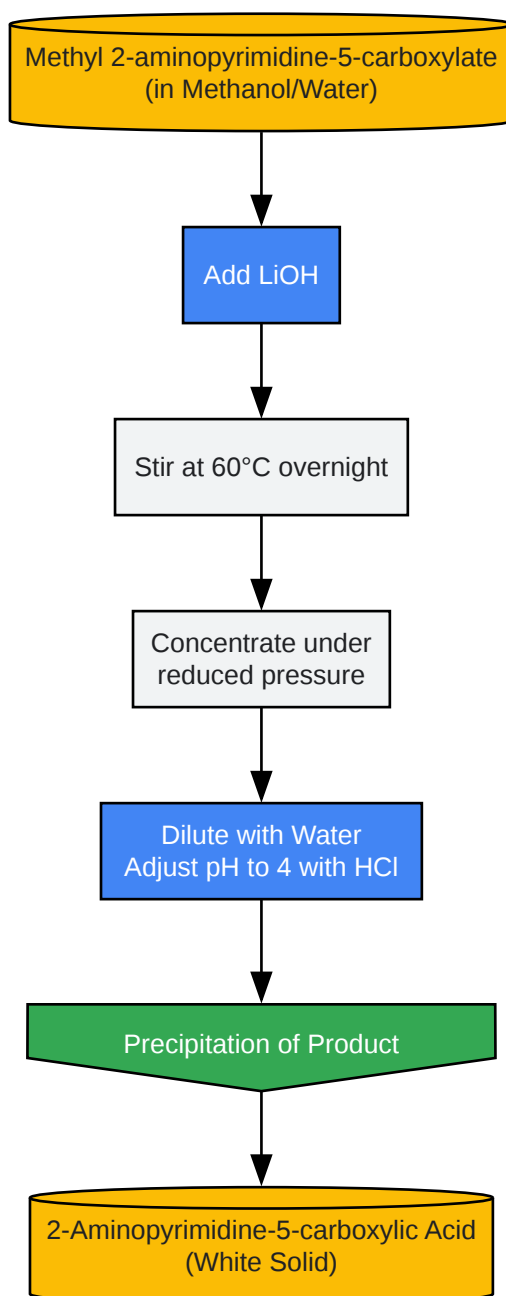 Methyl 2-aminopyrimidine-5-carboxylate
(in Methanol/Water)
Add LiOH
Stir at 60°C overnight
Concentrate under
reduced pressure
Dilute with Water
Adjust pH to 4 with HCl
Precipitation of Product
2-Aminopyrimidine-5-carboxylic Acid
(White Solid)